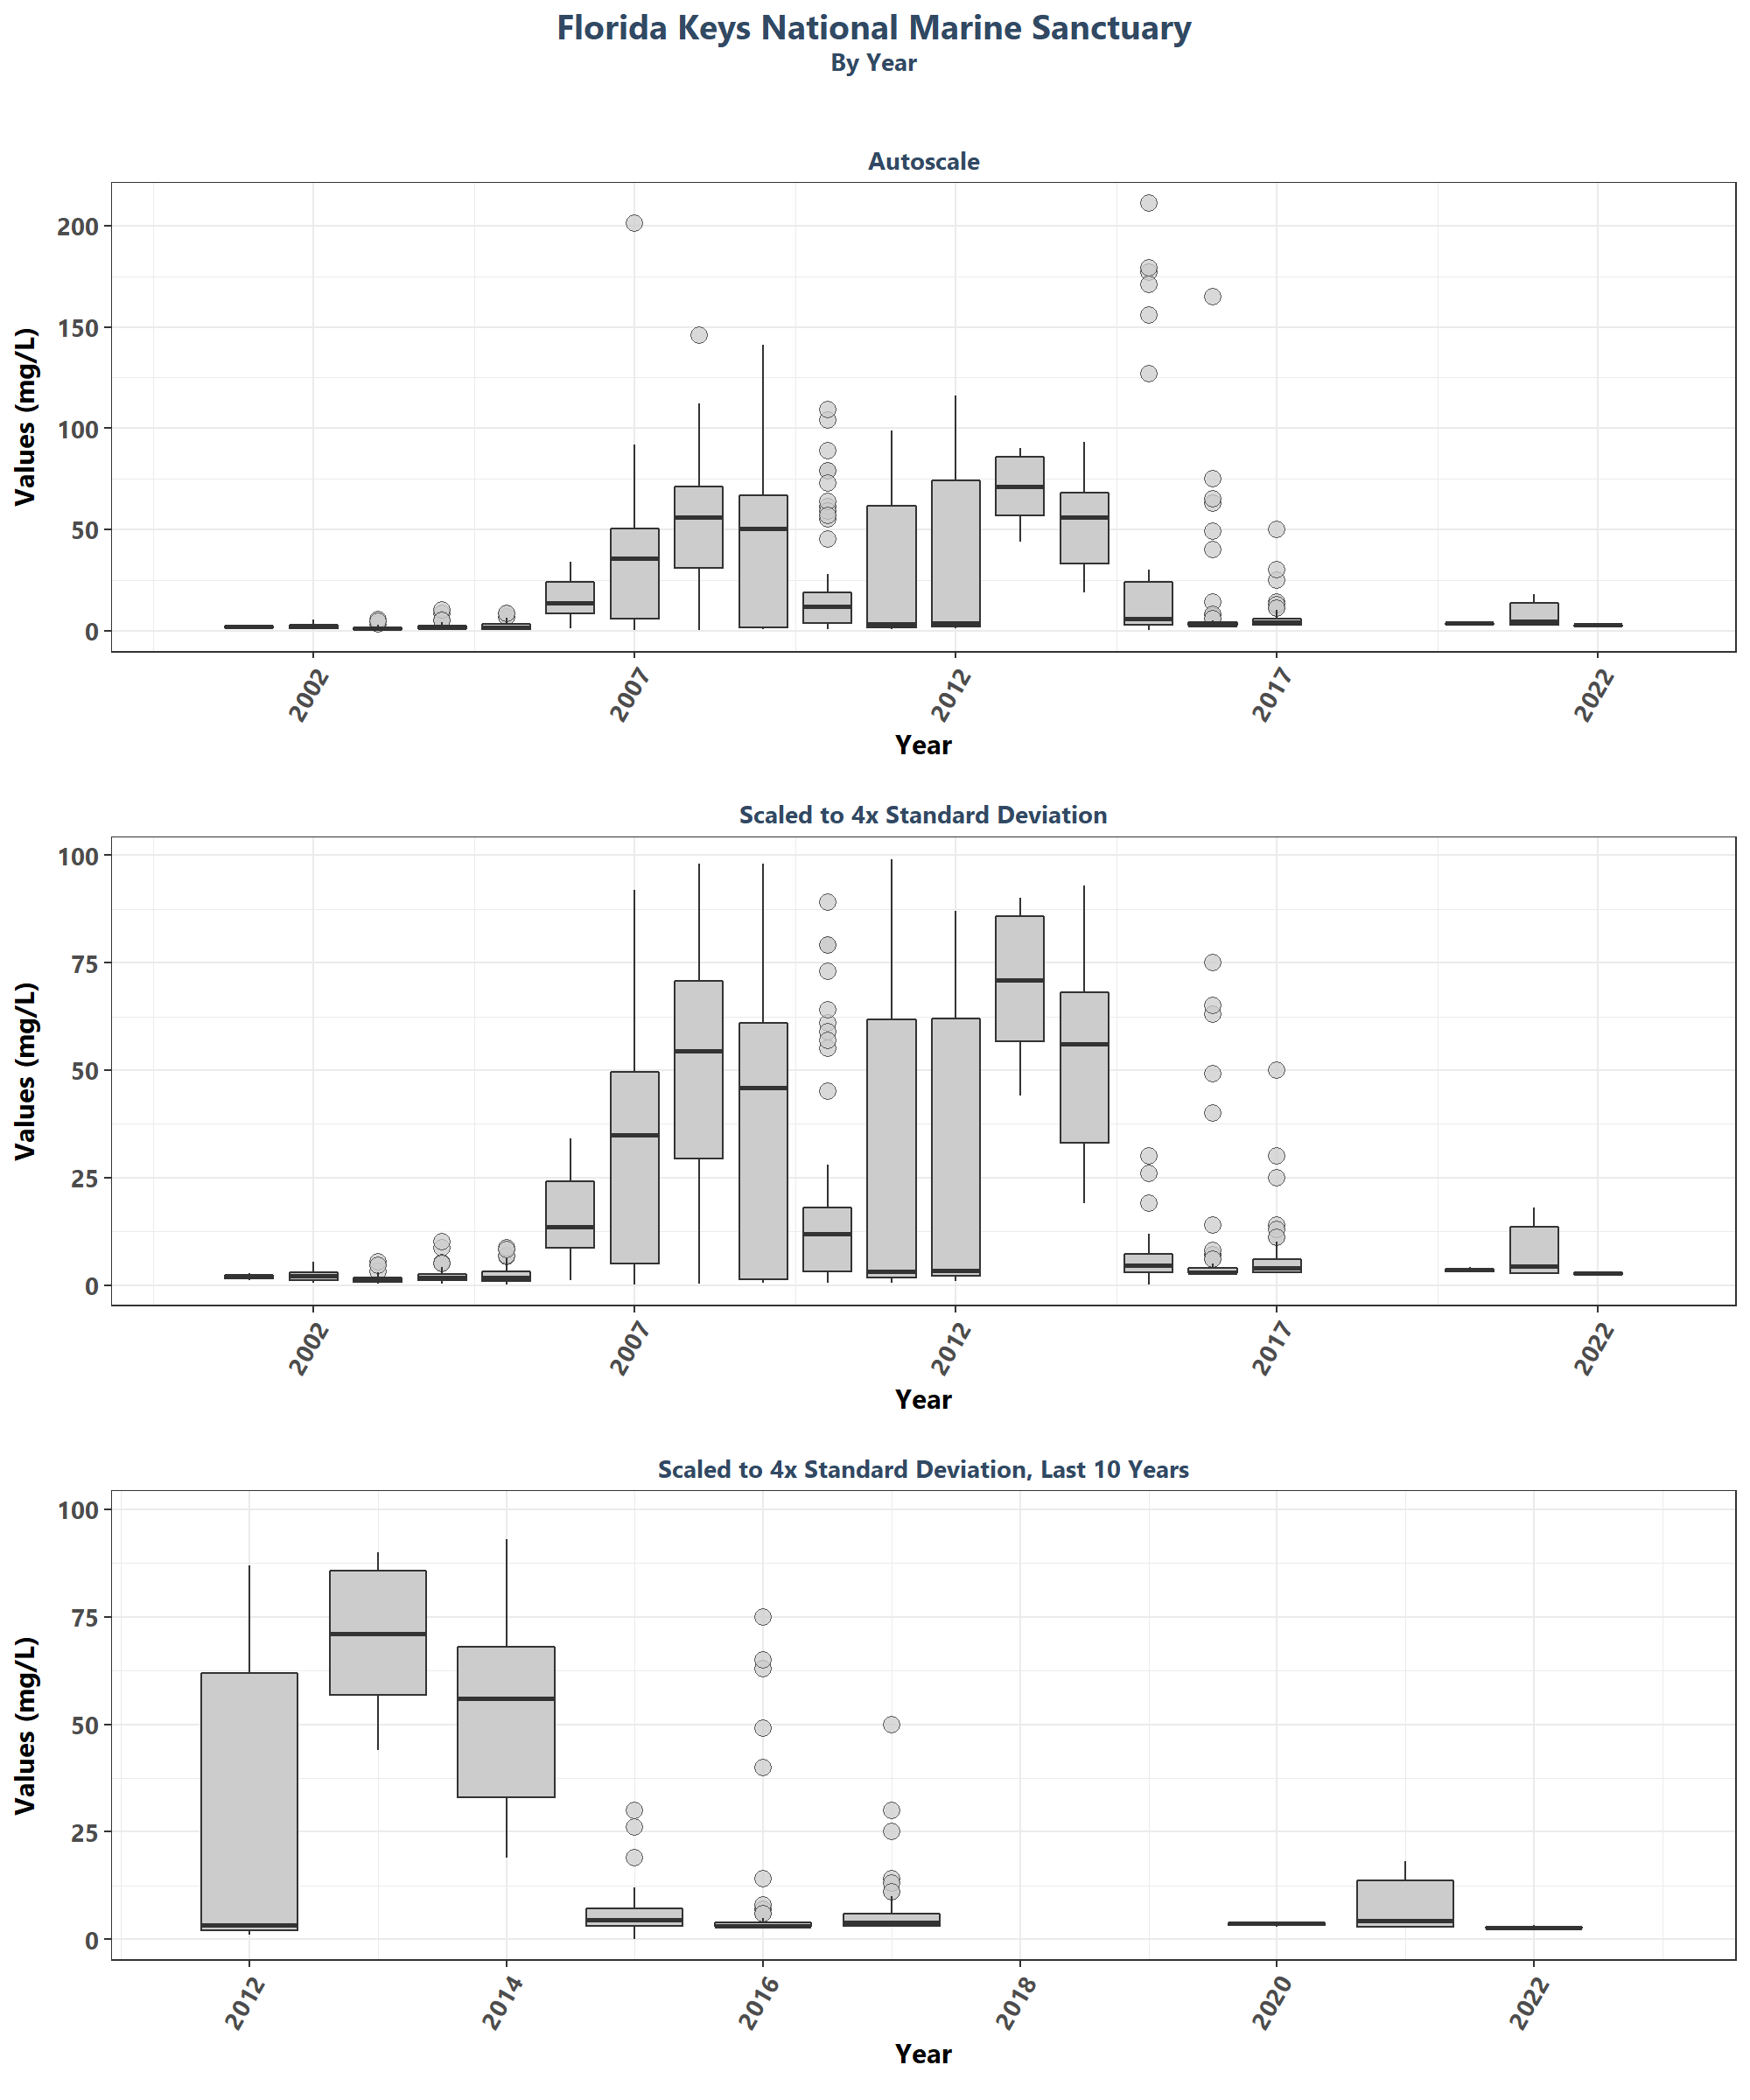 Florida Keys National Marine Sanctuary
By Year
Autoscale
Values (mg/L)
200
150
100
50
0
2002
2007
2012
2017
2022
Year
Scaled to 4x Standard Deviation
Values (mg/L)
100
75
50
25
0
2002
2007
2012
2017
2022
Year
Scaled to 4x Standard Deviation, Last 10 Years
Values (mg/L)
100
75
50
25
0
2012
2014
2016
2018
2020
2022
Year